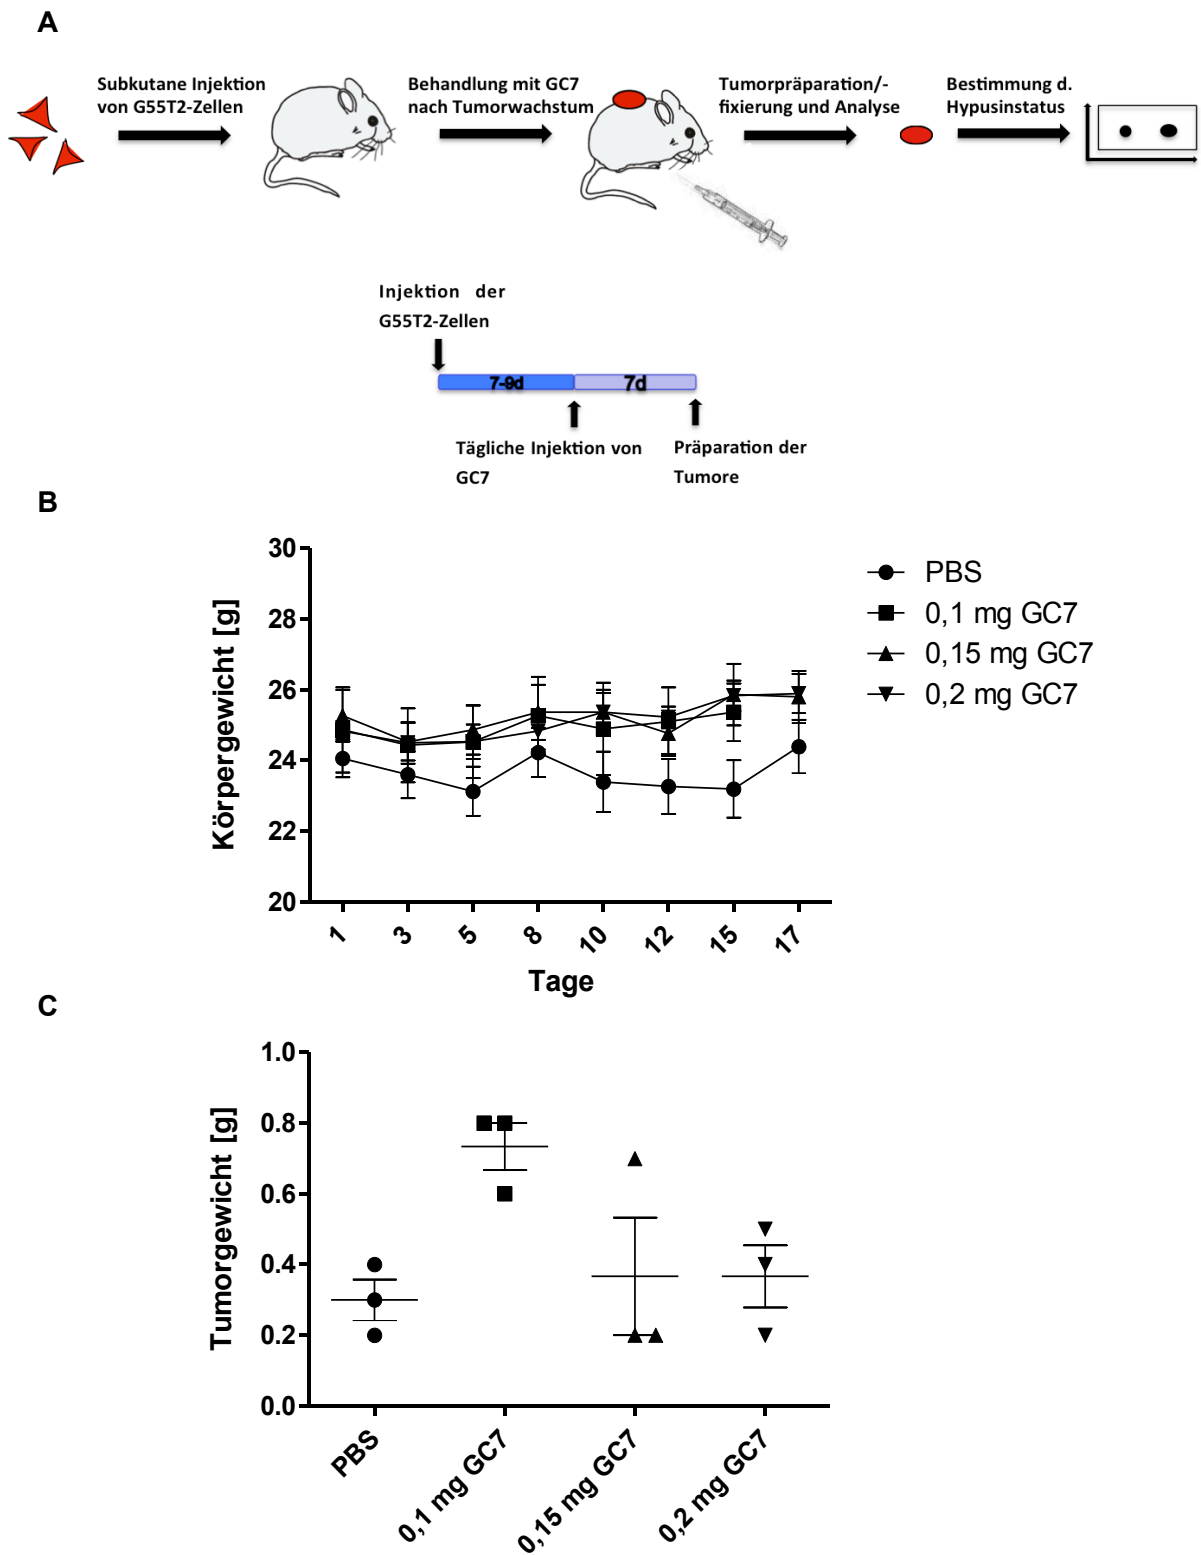 A
Subkutane Injektion
von G55T2-Zellen
Behandlung mit GC7
nach Tumorwachstum
Tumorpräparation/-
fixierung und Analyse
Bestimmung d.
Hypusinstatus
Injektion der
G55T2-Zellen
7-9d
7d
Tägliche Injektion von
GC7
Präparation der
Tumore
B
Körpergewicht [g]
30
28
26
24
22
20
1
3
5
8
10
12
15
17
Tage
PBS
0,1 mg GC7
0,15 mg GC7
0,2 mg GC7
C
Tumorgewicht [g]
1.0
0.8
0.6
0.4
0.2
0.0
PBS
0,1 mg GC7
0,15 mg GC7
0,2 mg GC7